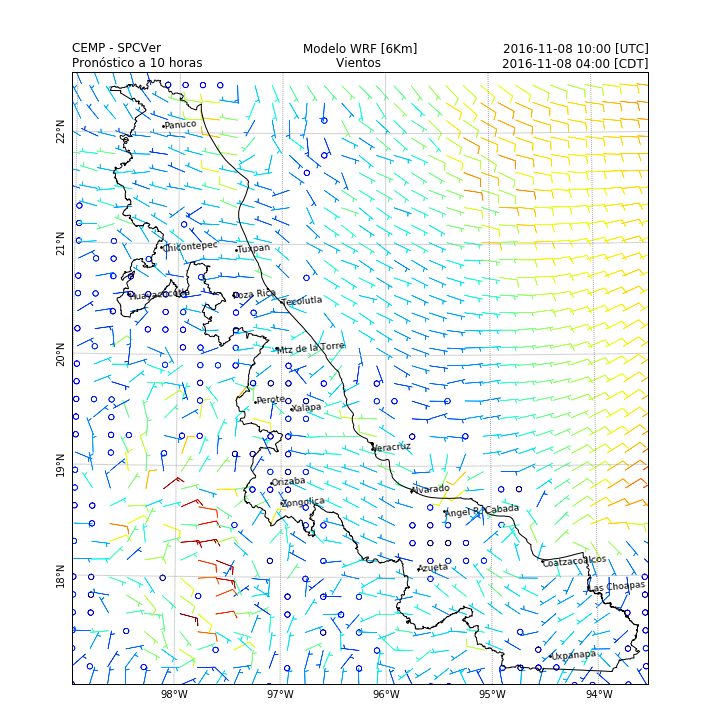 CEMP - SPCVer Modelo WRF [6Km] 2016-11-08 10:00 [UTC]
Pronóstico a 10 horas Vientos 2016-11-08 04:00 [CDT]
22°N
Panuco
21°N
Chicontepec
Tuxpan
Huayacocotla
Poza Rica
Tecolutla
20°N
Mtz de la Torre
Perote
Xalapa
Veracruz
19°N
Orizaba
Alvarado
Zongolica
Angel R. Cabada
18°N
Azueta
Coatzacoalcos
Las Choapas
Uxpanapa
98°W 97°W 96°W 95°W 94°W